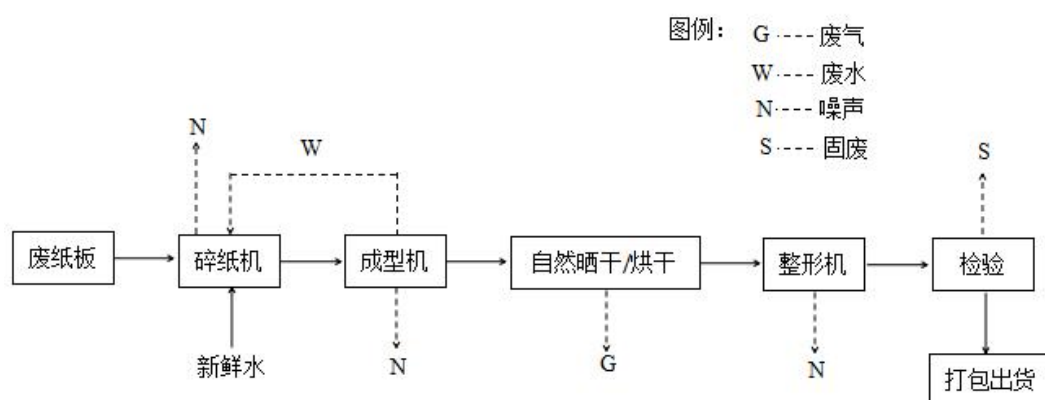 图例：
G ---- 废气
W ---- 废水
N ---- 噪声
S ---- 固废
N
W
S
废纸板
碎纸机
成型机
自然晒干/烘干
整形机
检验
新鲜水
N
G
N
打包出货